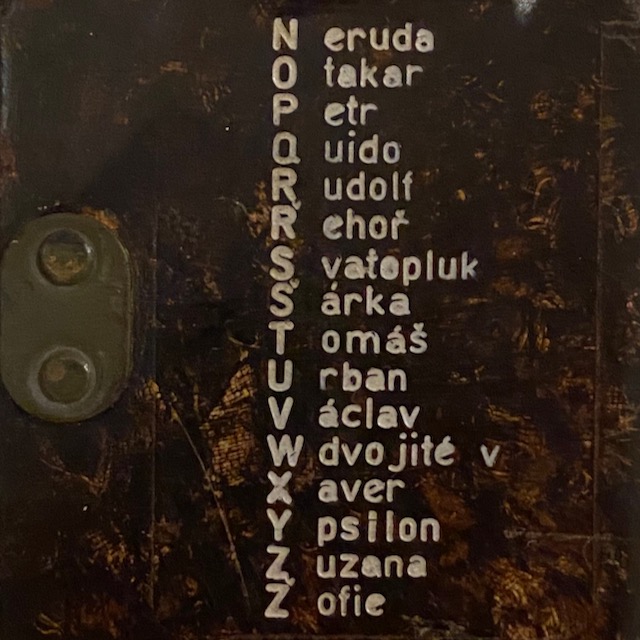 N eruda
O takar
P etr
Q uido
R udolf
Ř ehoř
S vatopluk
Š árka
T omáš
U rban
V áclav
W dvojité v
X aver
Y psilon
Z uzana
Ž ofie